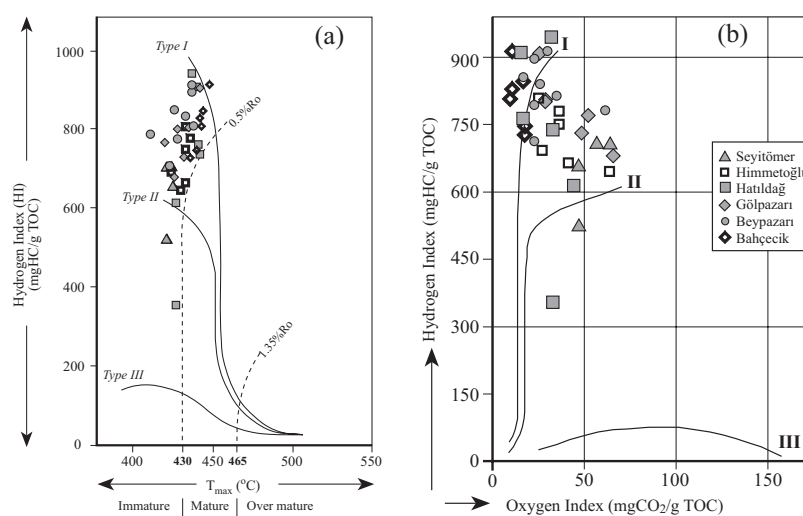 (a)
Hydrogen Index (HI)
(mgHC/g TOC)
1000
800
600
400
200
0
Type I
0.5%Ro
Type II
1.35%Ro
Type III
400
430
450
465
500
550
Tmax (°C)
Immature
Mature
Over mature
(b)
Hydrogen Index (mgHC/g TOC)
900
750
600
450
300
150
0
I
II
III
Seyitömer
Himmetoğlu
Hatıldağ
Gölpazarı
Beypazarı
Bahçecik
0
50
100
150
Oxygen Index (mgCO2/g TOC)